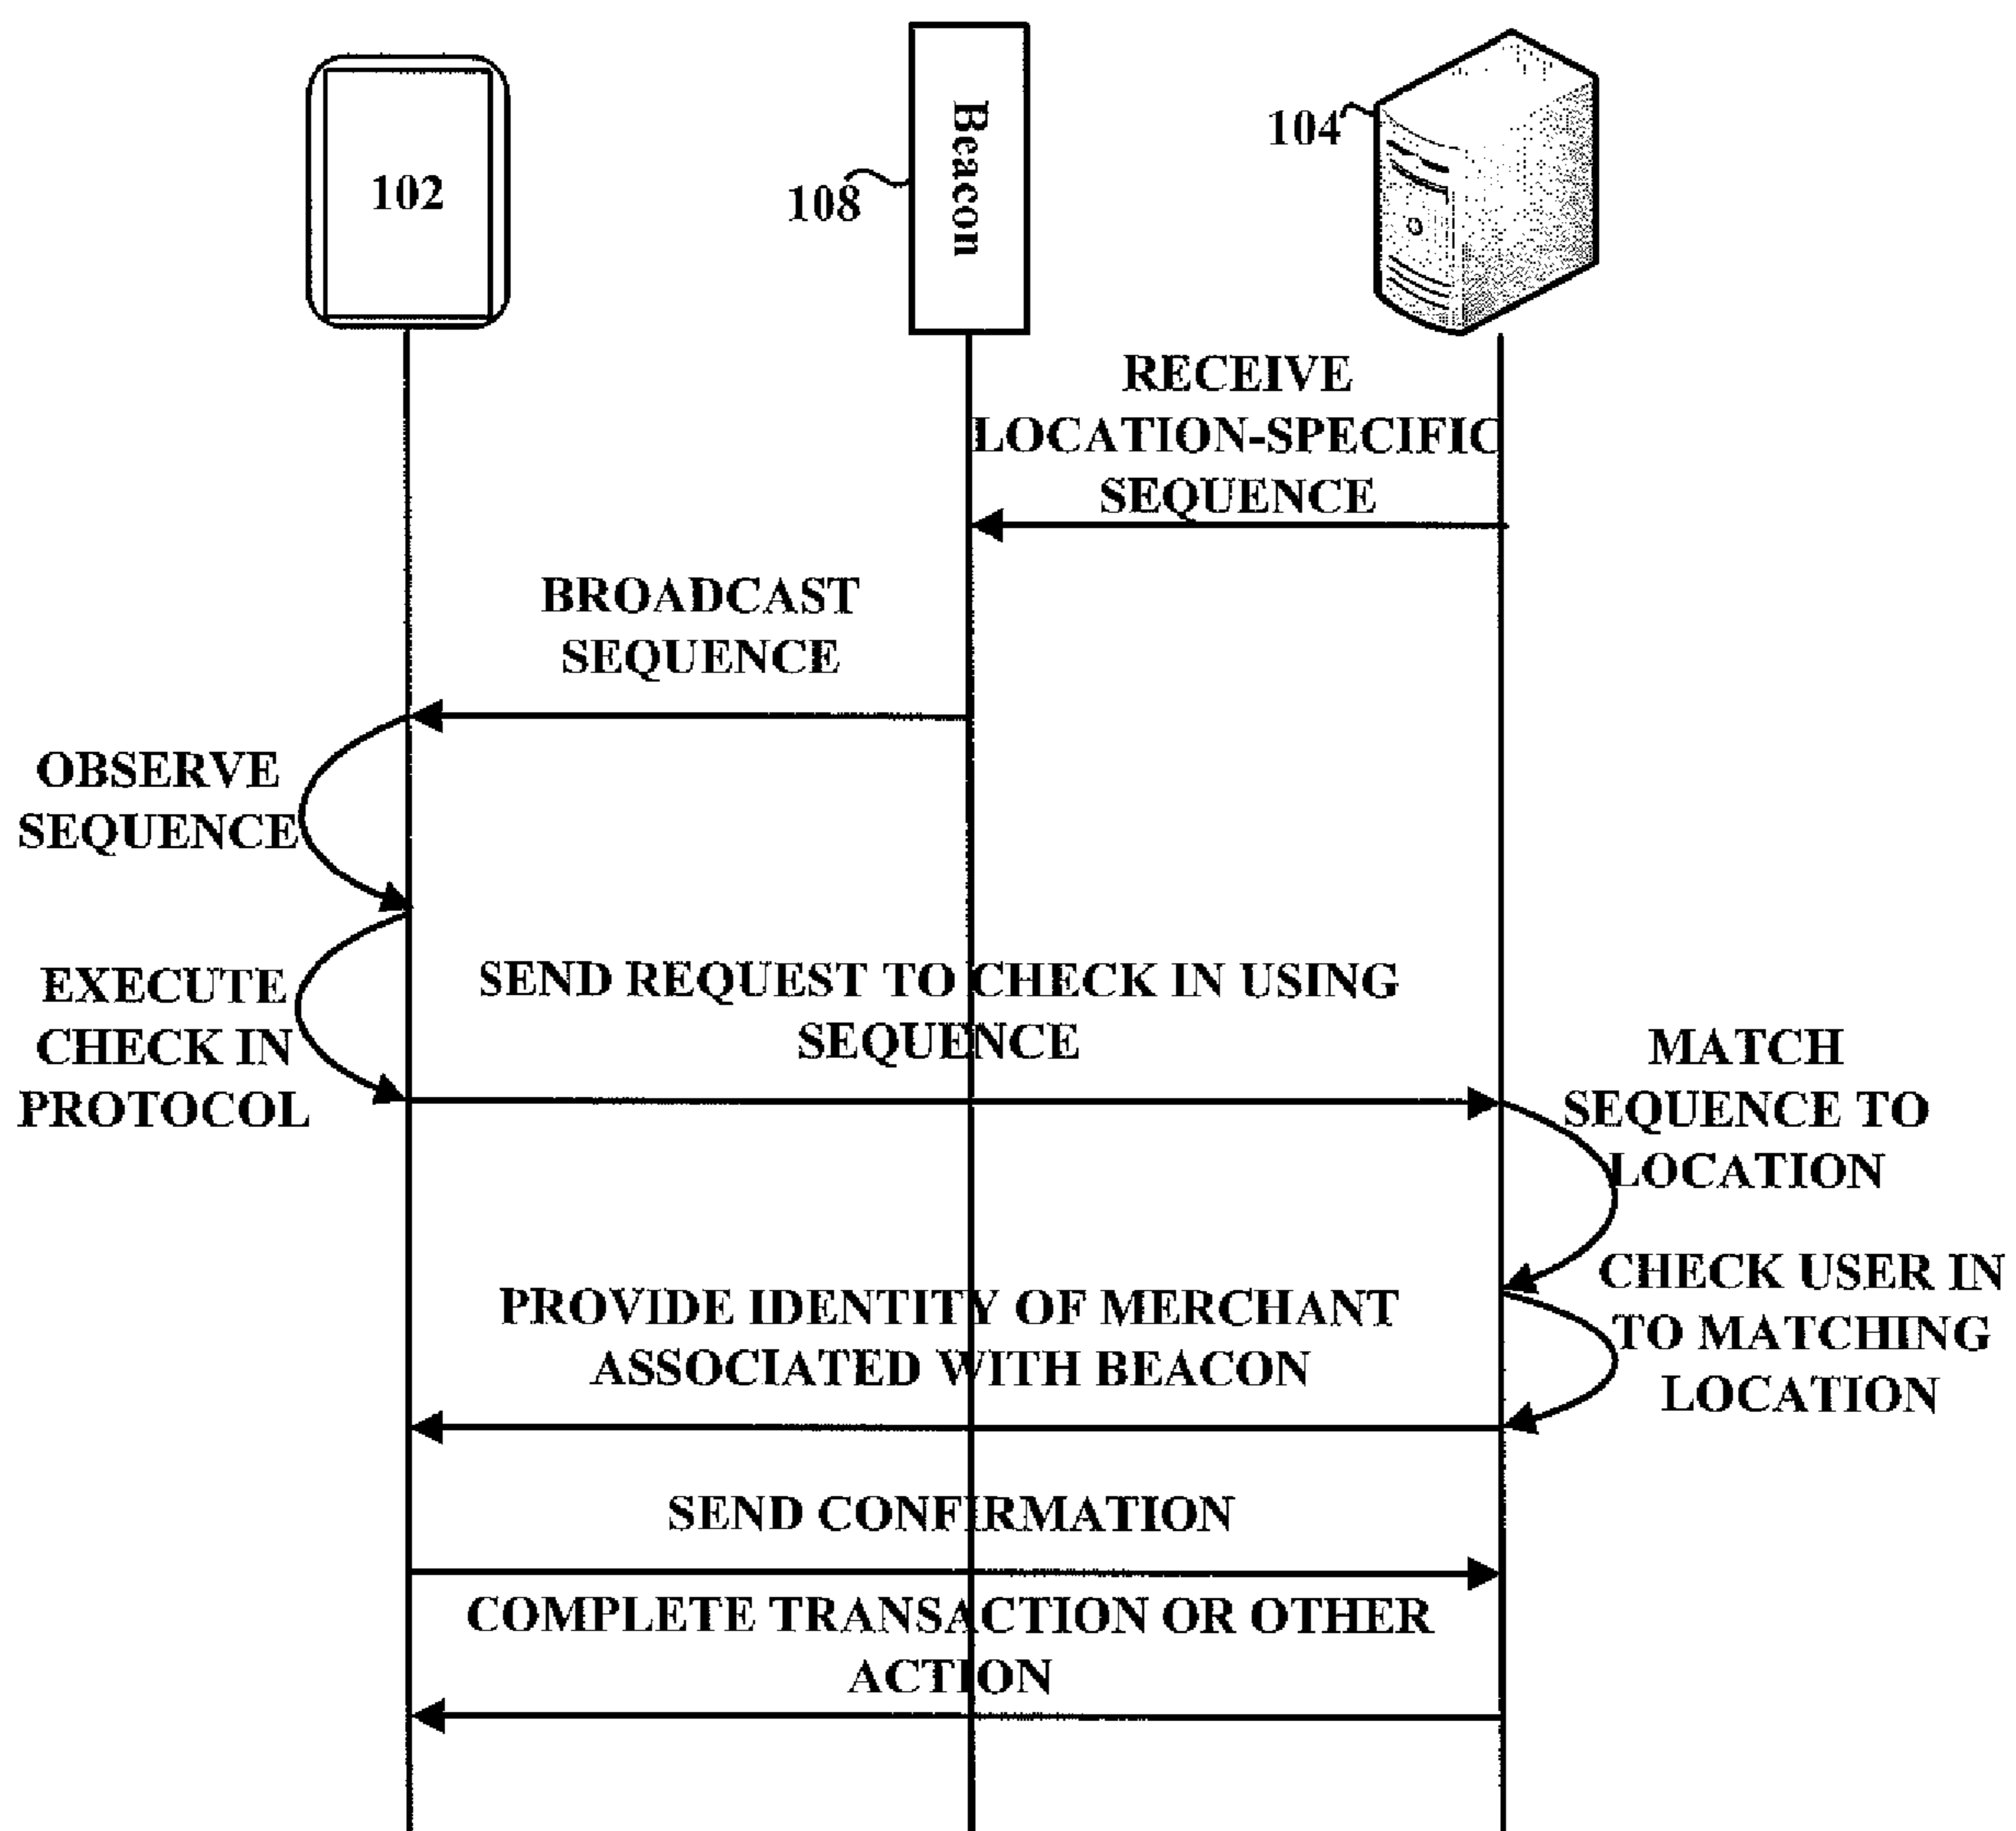 102
108
Beacon
104
RECEIVE
LOCATION-SPECIFIC
SEQUENCE
BROADCAST
SEQUENCE
OBSERVE
SEQUENCE
EXECUTE
CHECK IN
PROTOCOL
SEND REQUEST TO CHECK IN USING
SEQUENCE
MATCH
SEQUENCE TO
LOCATION
CHECK USER IN
TO MATCHING
LOCATION
PROVIDE IDENTITY OF MERCHANT
ASSOCIATED WITH BEACON
SEND CONFIRMATION
COMPLETE TRANSACTION OR OTHER
ACTION